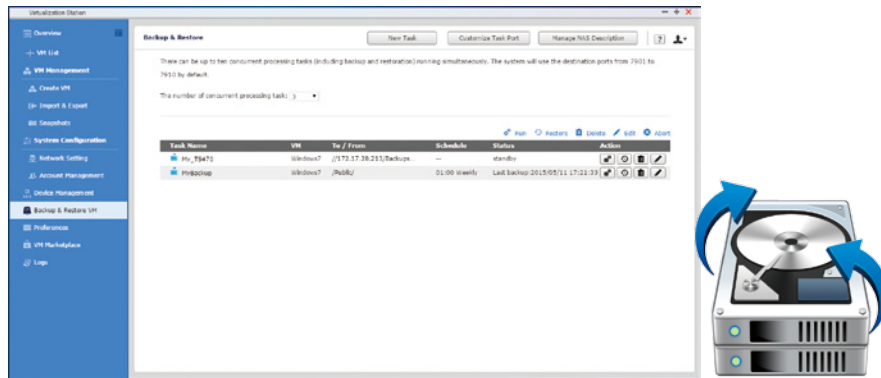 Virtualization Station
Overview
VM List
VM Management
Create VM
Import & Export
Snapshots
System Configuration
Network Setting
Account Management
Device Management
Backup & Restore VM
Preferences
VM Marketplace
Logs
Backup & Restore
New Task
Customize Task Port
Manage NAS Description
?
There can be up to ten concurrent processing tasks (including backup and restoration) running simultaneously. The system will use the destination ports from 7901 to
7910 by default.
The number of concurrent processing task: 3
Run Restore Delete Edit Abort
Task Name VM To / From Schedule Status Action
My_TS470 Windows7 //172.17.28.213/Backups... -- standby
MyBackup Windows7 /Public/ 01:00 Weekly Last backup 2015/05/11 17:21:33